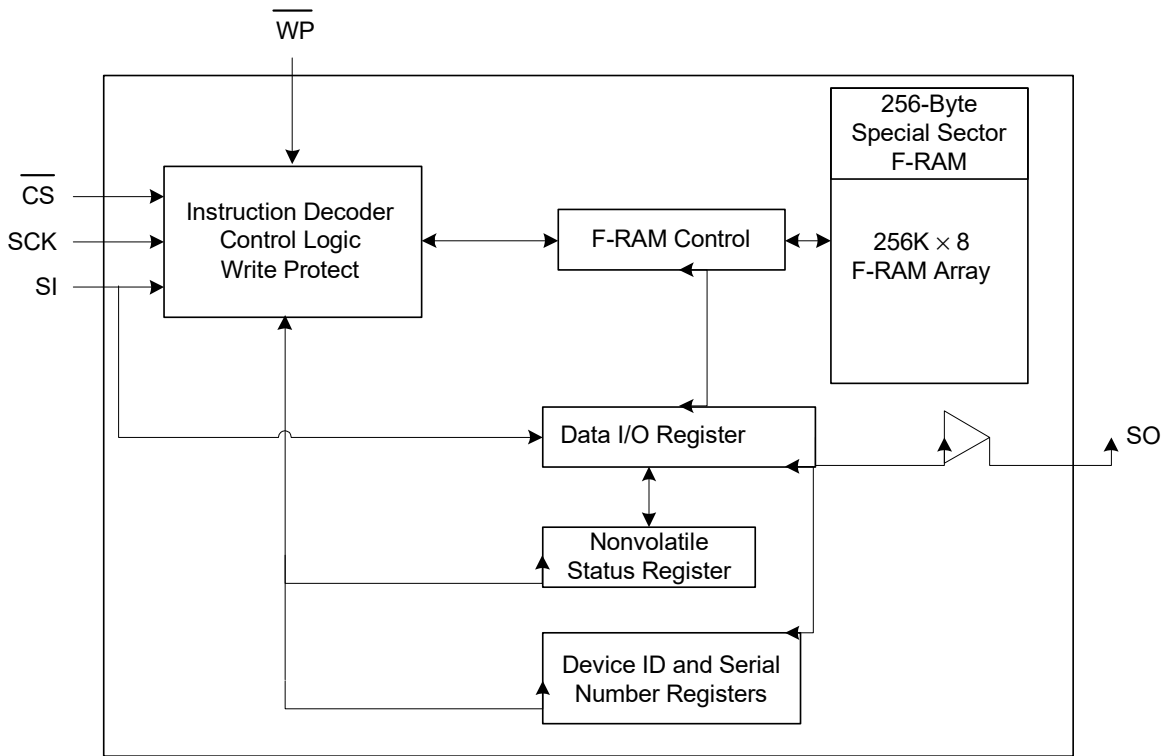 WP
256-Byte
Special Sector
F-RAM
CS
SCK
SI
Instruction Decoder
Control Logic
Write Protect
F-RAM Control
256K × 8
F-RAM Array
Data I/O Register
SO
Nonvolatile
Status Register
Device ID and Serial
Number Registers